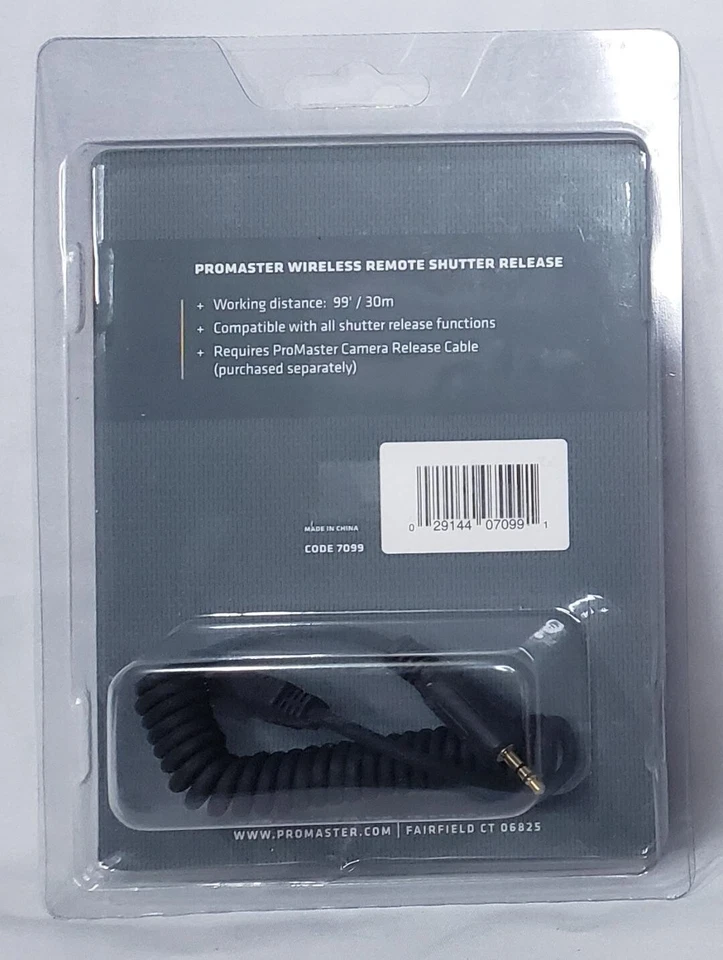 PROMASTER WIRELESS REMOTE SHUTTER RELEASE
+ Working distance: 99' / 30m
+ Compatible with all shutter release functions
+ Requires ProMaster Camera Release Cable
(purchased separately)
0 29144 07099 1
MADE IN CHINA
CODE 7099
WWW.PROMASTER.COM | FAIRFIELD CT 06825